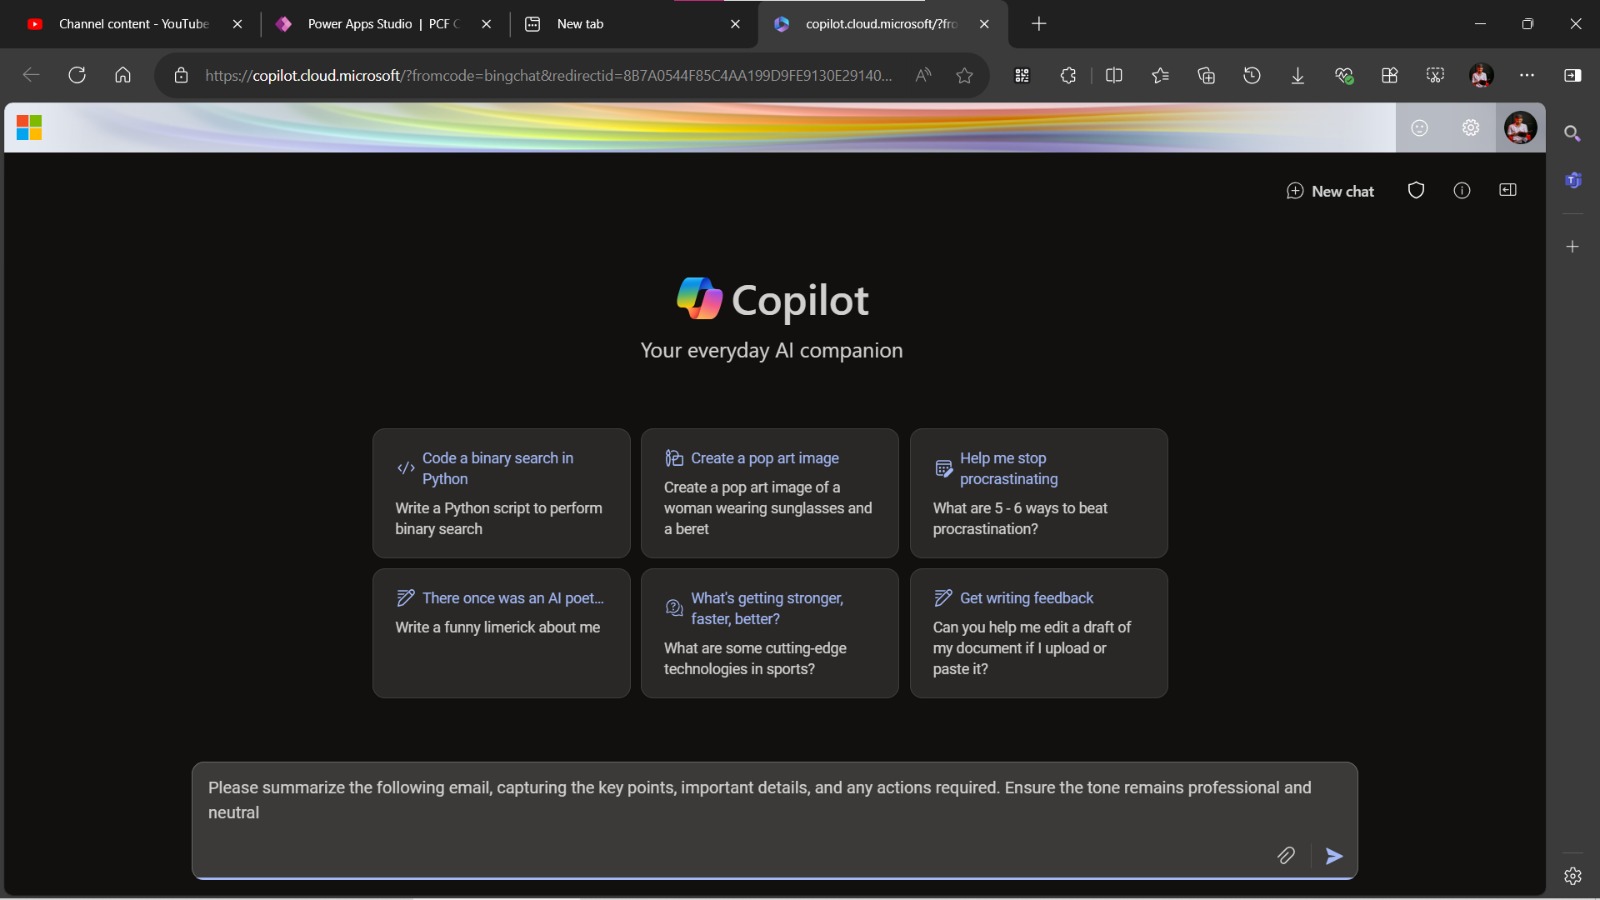 Channel content - YouTube
Power Apps Studio | PCF C
New tab
copilot.cloud.microsoft/?fro
https://copilot.cloud.microsoft/?fromcode=bingchat&redirectid=8B7A0544F85C4AA199D9FE9130E29140...
New chat
Copilot
Your everyday AI companion
Code a binary search in
Python
Write a Python script to perform
binary search
Create a pop art image
Create a pop art image of a
woman wearing sunglasses and
a beret
Help me stop
procrastinating
What are 5 - 6 ways to beat
procrastination?
There once was an AI poet...
Write a funny limerick about me
What's getting stronger,
faster, better?
What are some cutting-edge
technologies in sports?
Get writing feedback
Can you help me edit a draft of
my document if I upload or
paste it?
Please summarize the following email, capturing the key points, important details, and any actions required. Ensure the tone remains professional and
neutral